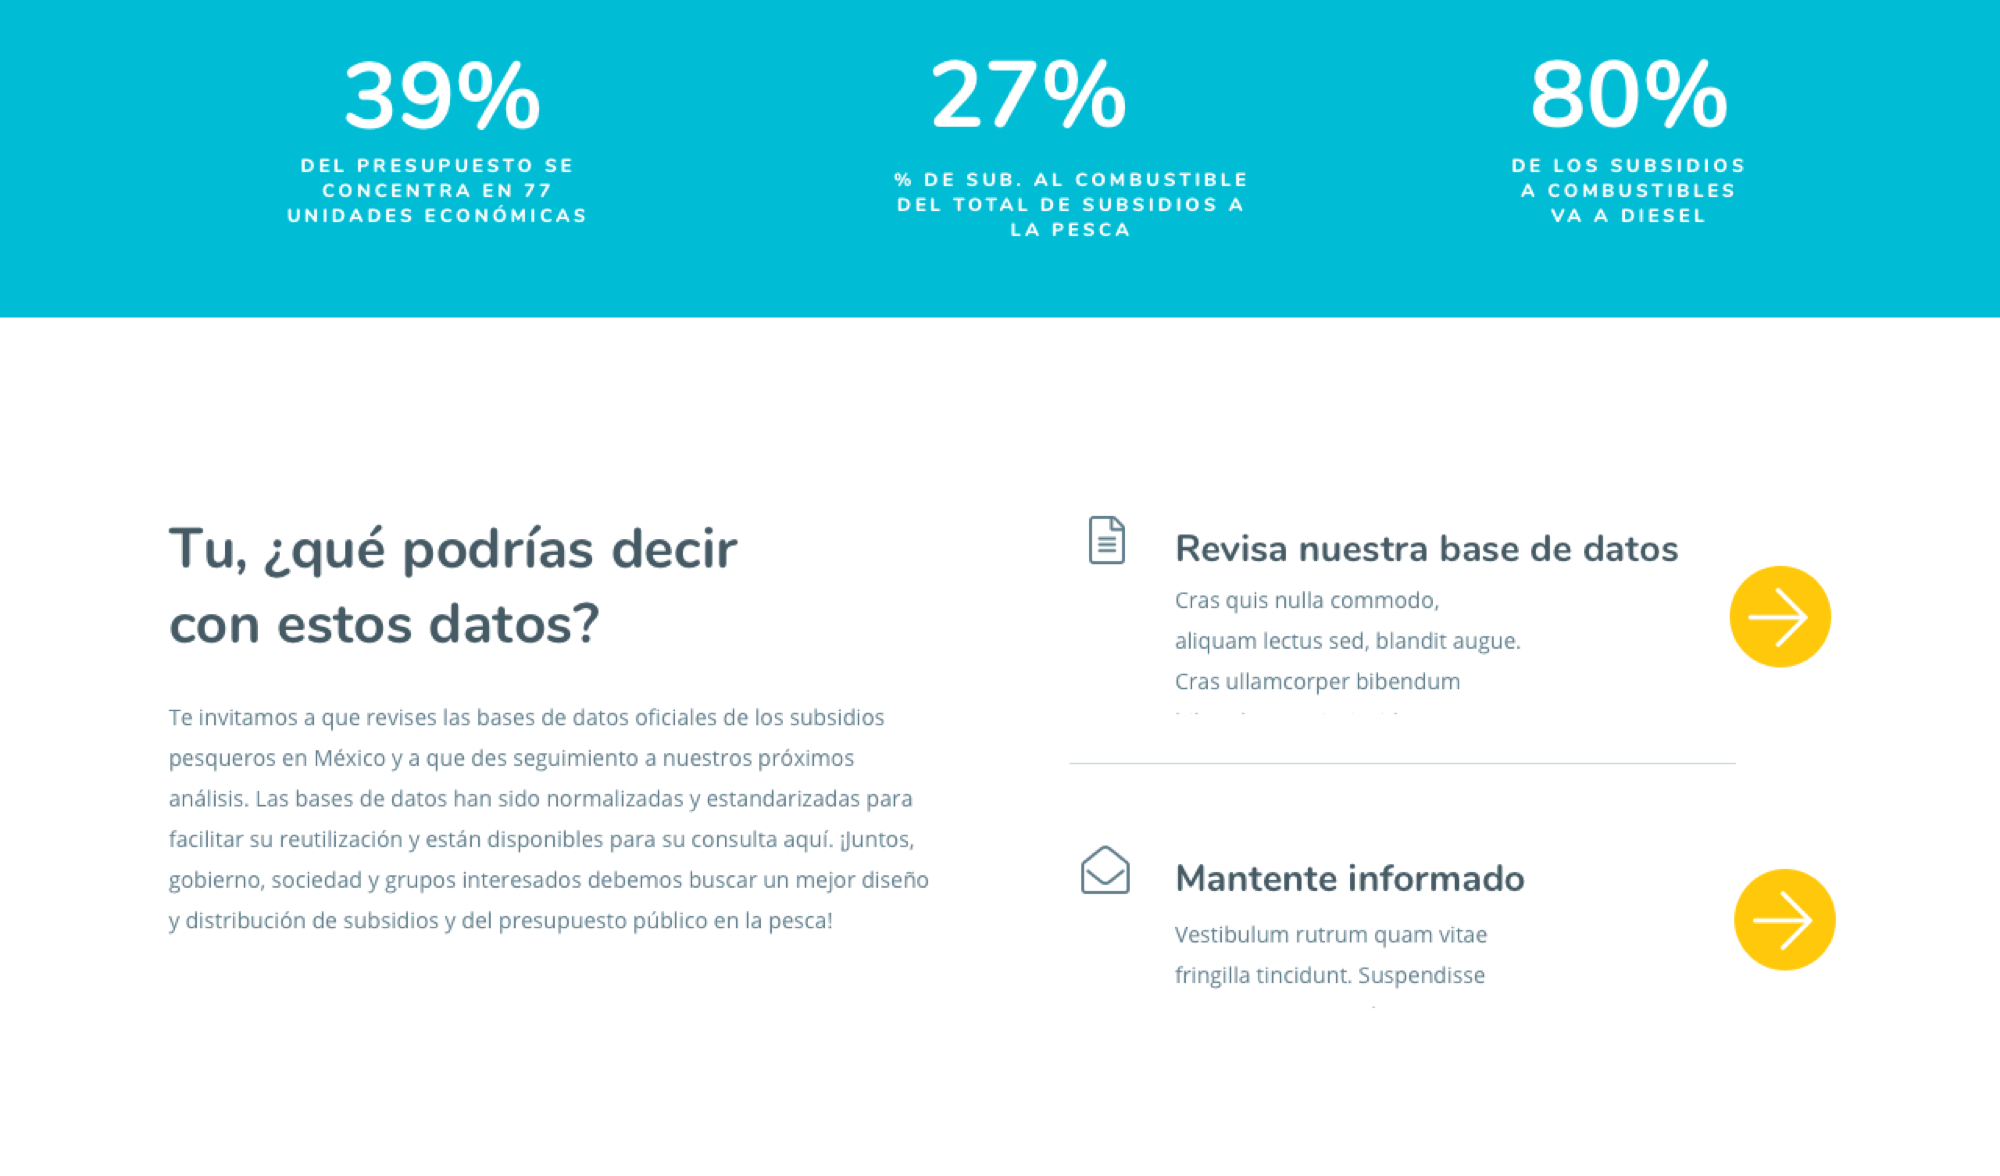 39%
DEL PRESUPUESTO SE
CONCENTRA EN 77
UNIDADES ECONÓMICAS
27%
% DE SUB. AL COMBUSTIBLE
DEL TOTAL DE SUBSIDIOS A
LA PESCA
80%
DE LOS SUBSIDIOS
A COMBUSTIBLES
VA A DIESEL
Tu, ¿qué podrías decir
con estos datos?
Te invitamos a que revises las bases de datos oficiales de los subsidios
pesqueros en México y a que des seguimiento a nuestros próximos
análisis. Las bases de datos han sido normalizadas y estandarizadas para
facilitar su reutilización y están disponibles para su consulta aquí. ¡Juntos,
gobierno, sociedad y grupos interesados debemos buscar un mejor diseño
y distribución de subsidios y del presupuesto público en la pesca!
Revisa nuestra base de datos
Cras quis nulla commodo,
aliquam lectus sed, blandit augue.
Cras ullamcorper bibendum
Mantente informado
Vestibulum rutrum quam vitae
fringilla tincidunt. Suspendisse